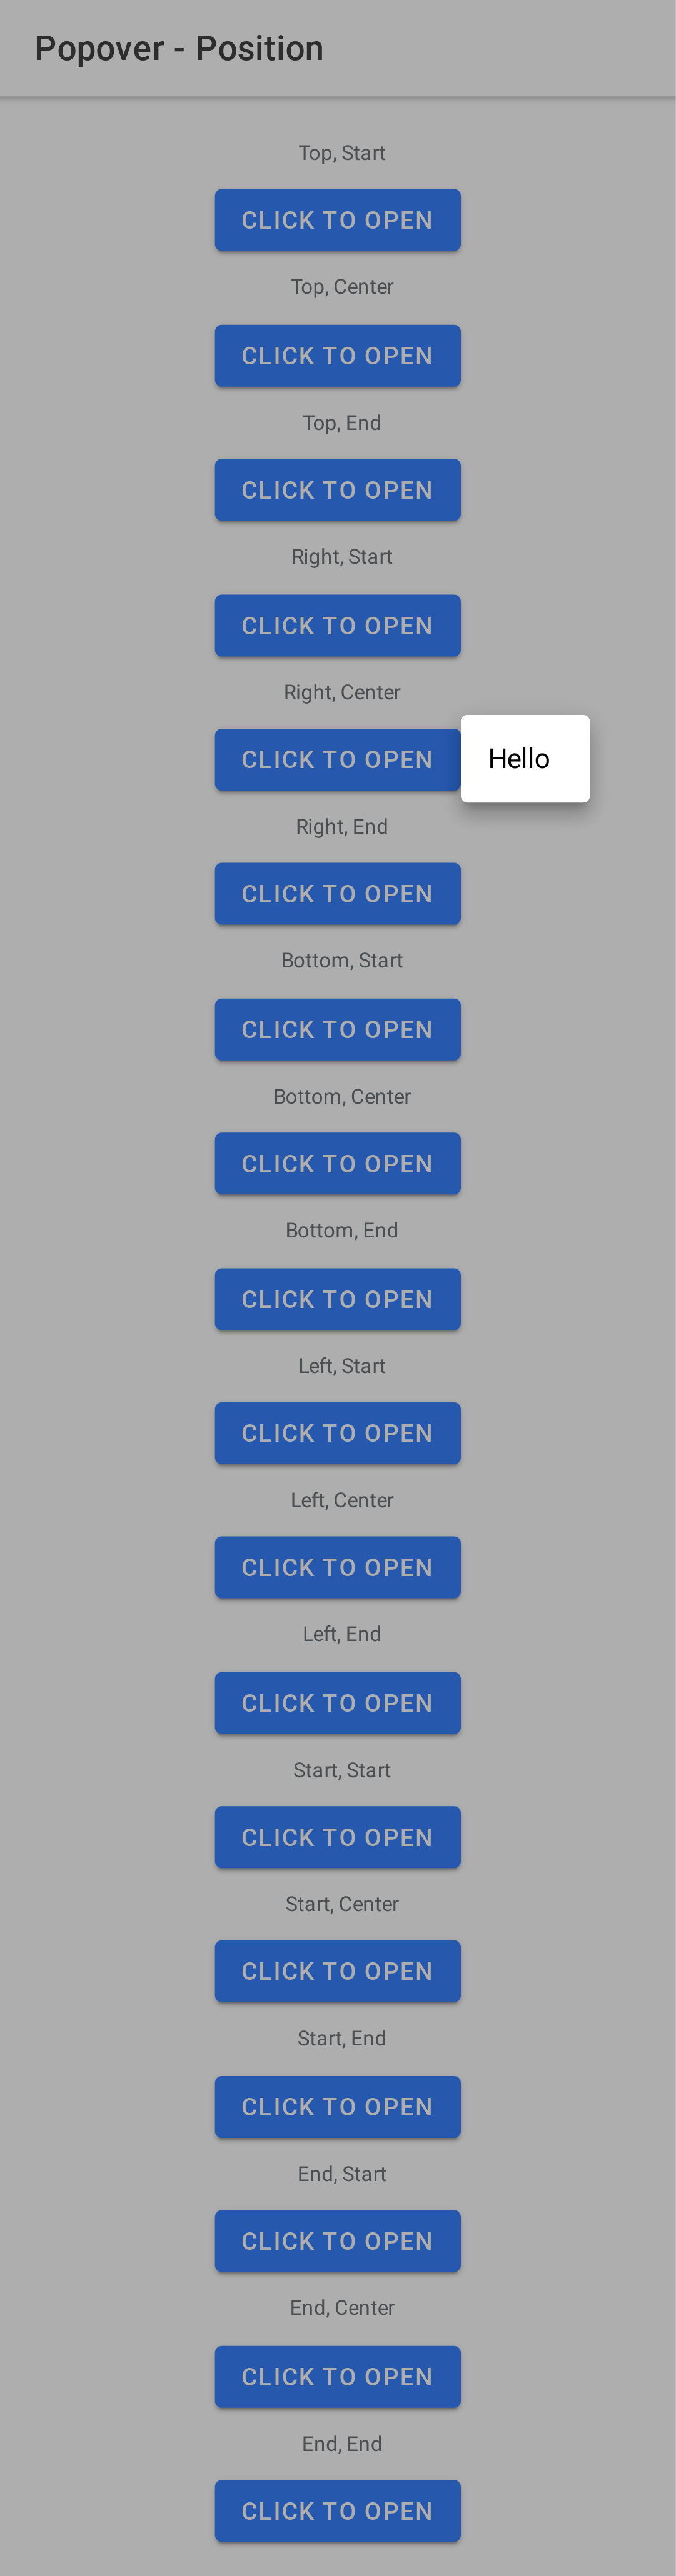 Popover - Position
Top, Start
CLICK TO OPEN
Top, Center
CLICK TO OPEN
Top, End
CLICK TO OPEN
Right, Start
CLICK TO OPEN
Right, Center
CLICK TO OPEN
Hello
Right, End
CLICK TO OPEN
Bottom, Start
CLICK TO OPEN
Bottom, Center
CLICK TO OPEN
Bottom, End
CLICK TO OPEN
Left, Start
CLICK TO OPEN
Left, Center
CLICK TO OPEN
Left, End
CLICK TO OPEN
Start, Start
CLICK TO OPEN
Start, Center
CLICK TO OPEN
Start, End
CLICK TO OPEN
End, Start
CLICK TO OPEN
End, Center
CLICK TO OPEN
End, End
CLICK TO OPEN